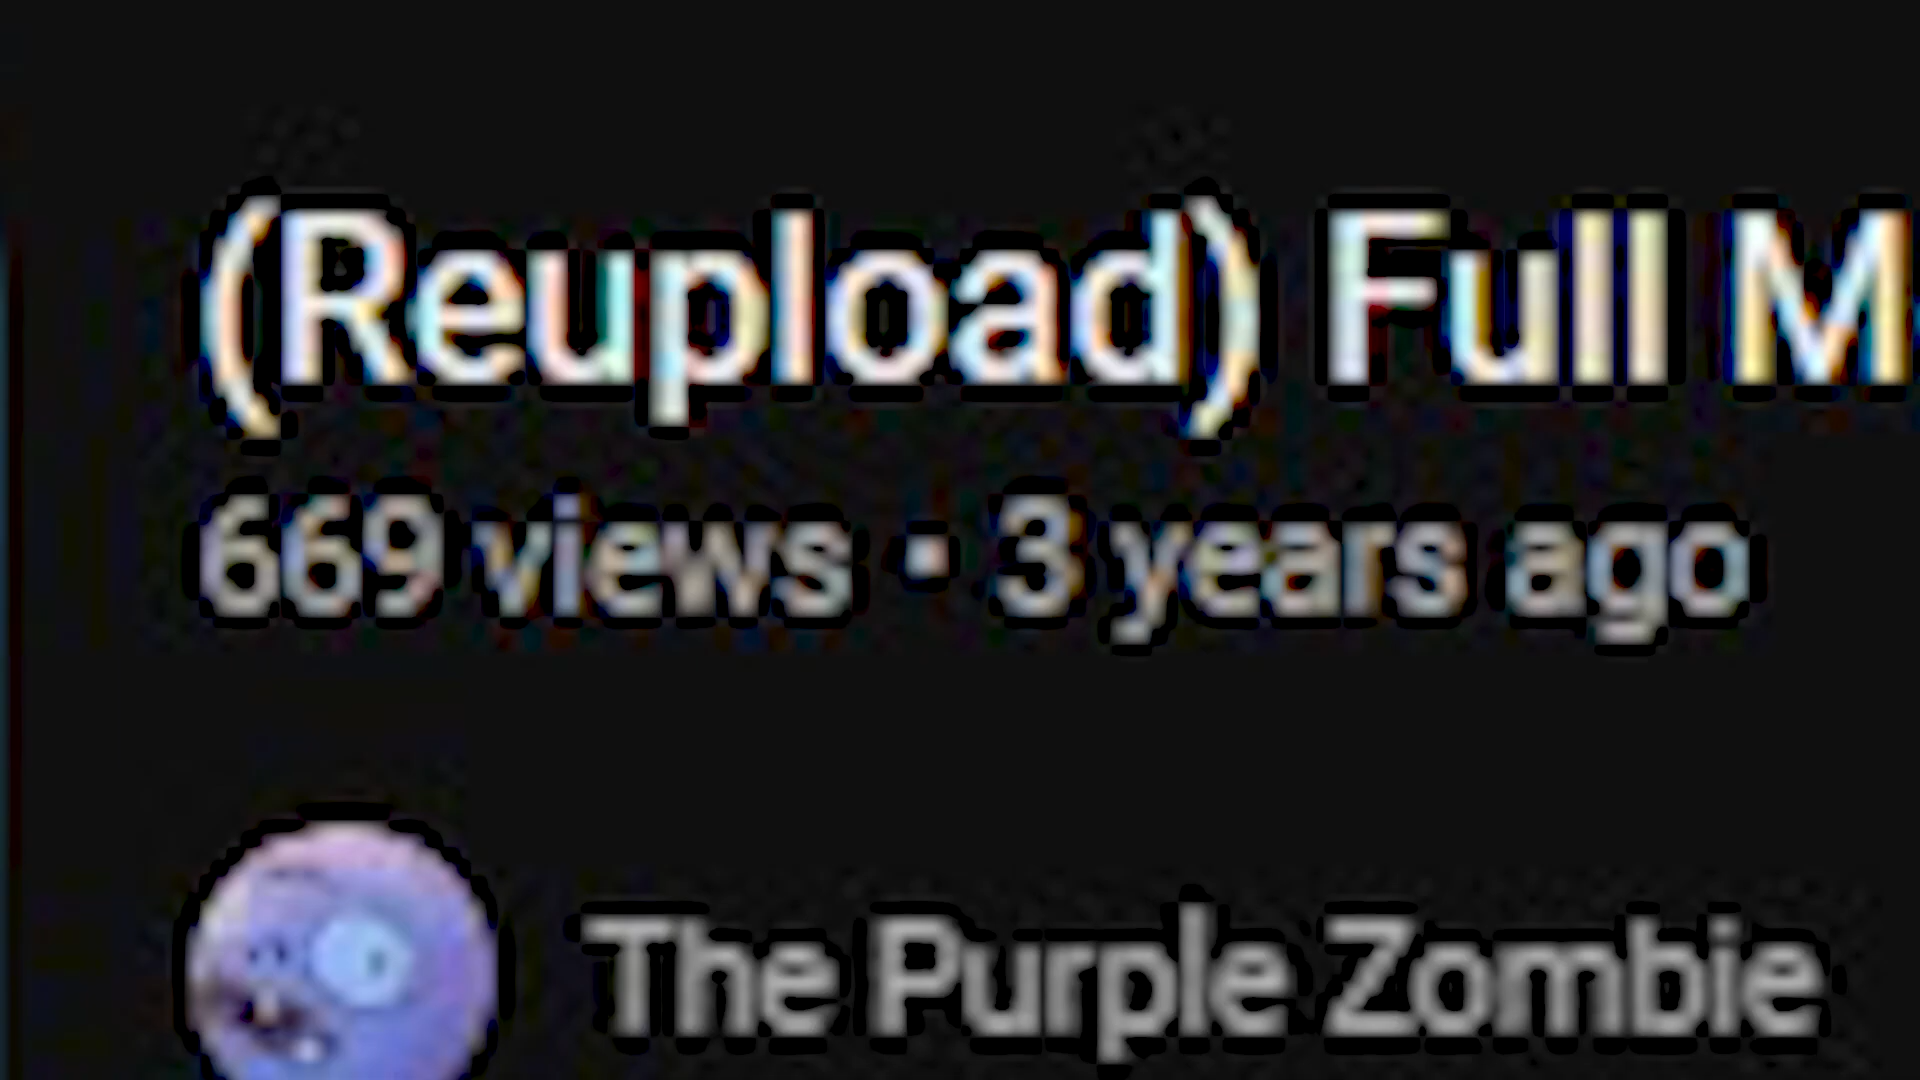 (Reupload) Full M
669 views • 3 years ago
The Purple Zombie